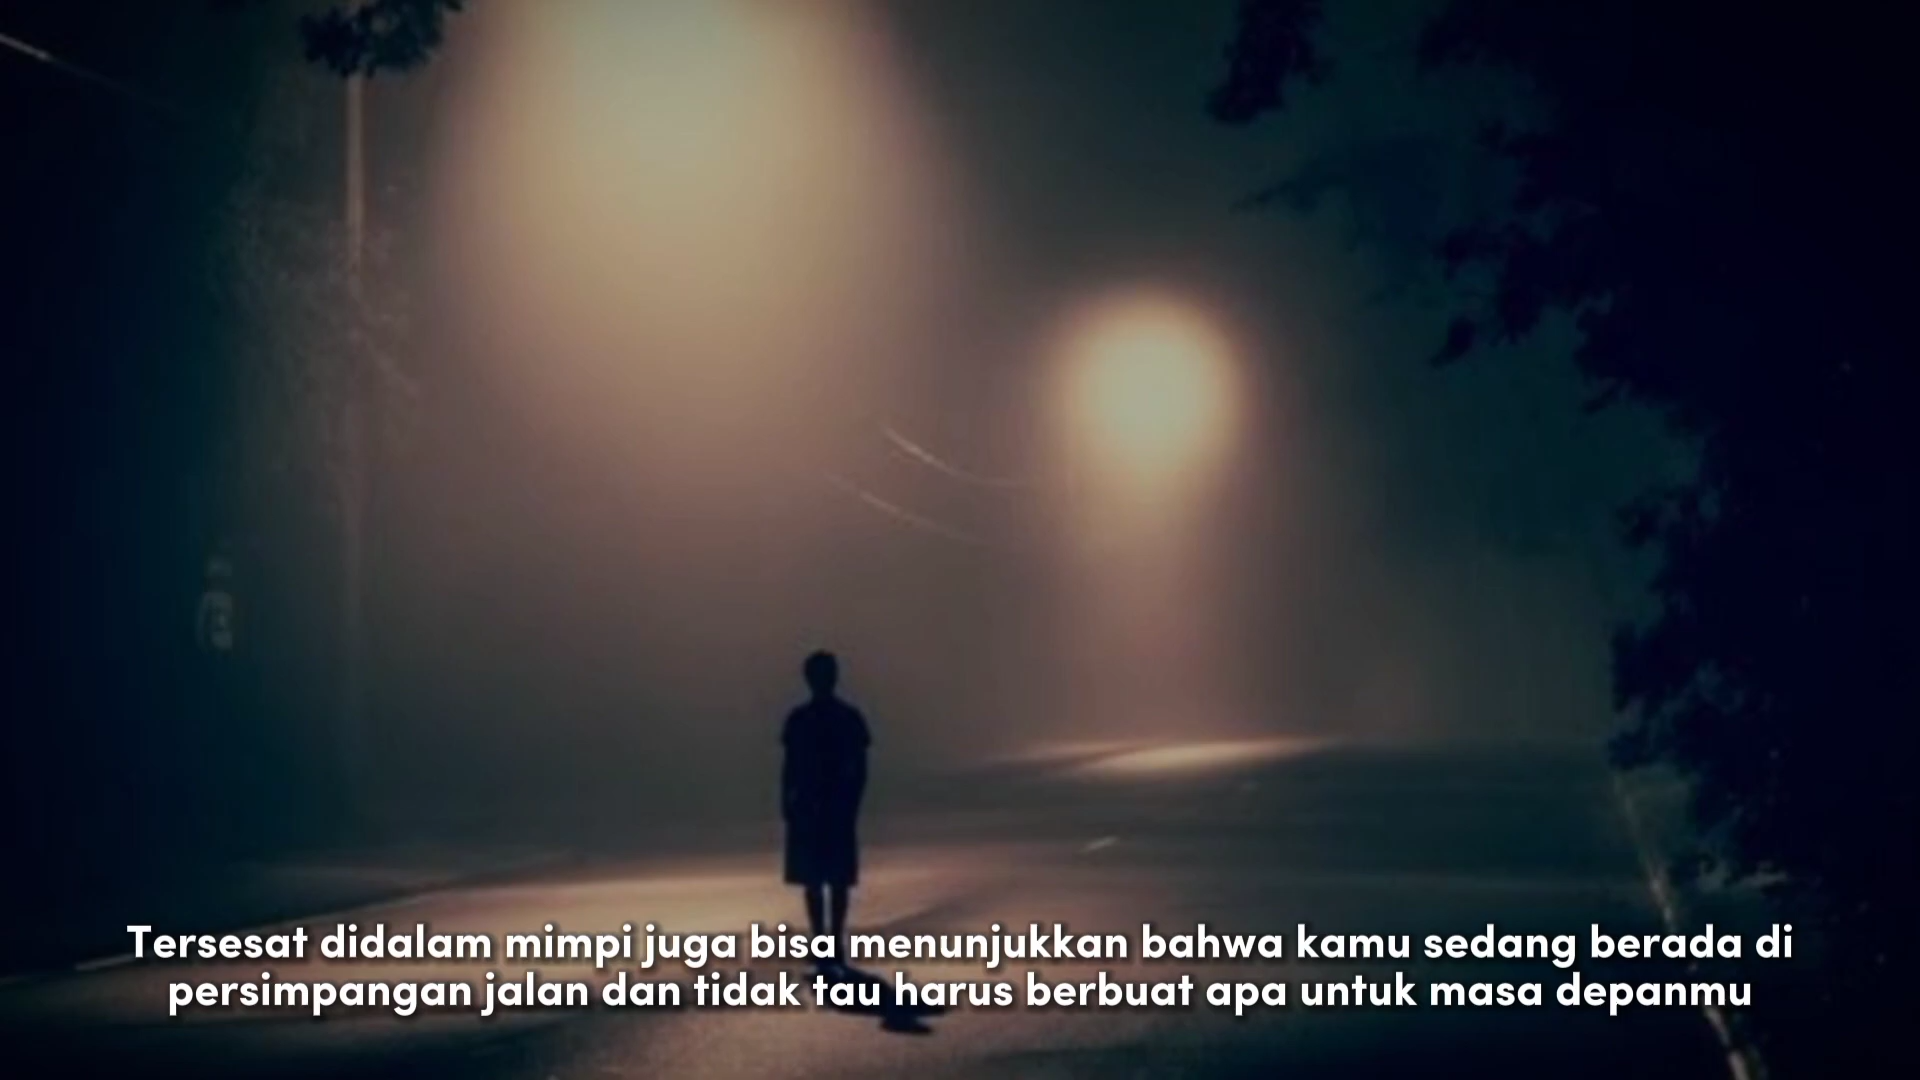 Tersesat didalam mimpi juga bisa menunjukkan bahwa kamu sedang berada di
persimpangan jalan dan tidak tau harus berbuat apa untuk masa depanmu